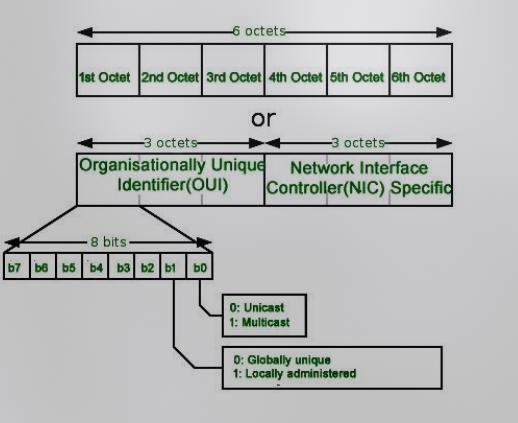 6 octets
1st Octet 2nd Octet 3rd Octet 4th Octet 5th Octet 6th Octet
or
3 octets 3 octets
Organisationally Unique
Identifier(OUI)
Network Interface
Controller(NIC) Specific
8 bits
b7 b6 b5 b4 b3 b2 b1 b0
0: Unicast
1: Multicast
0: Globally unique
1: Locally administered